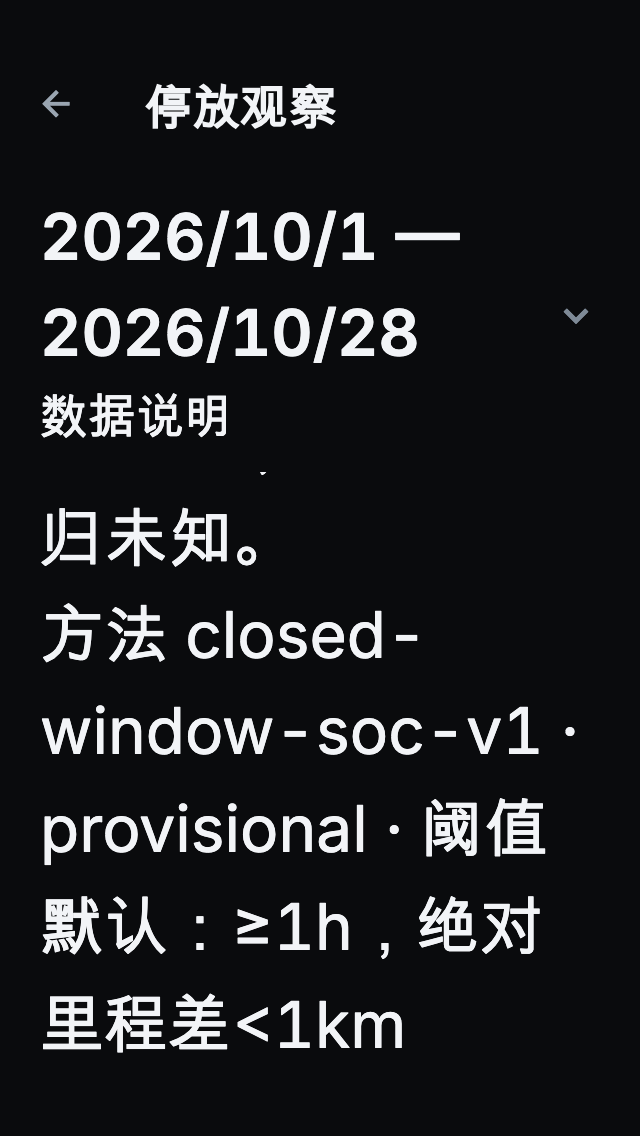 停放观察
2026/10/1 —
2026/10/28
数据说明
归未知。
方法 closed-
window-soc-v1 ·
provisional · 阈值
默认：≥1h，绝对
里程差<1km